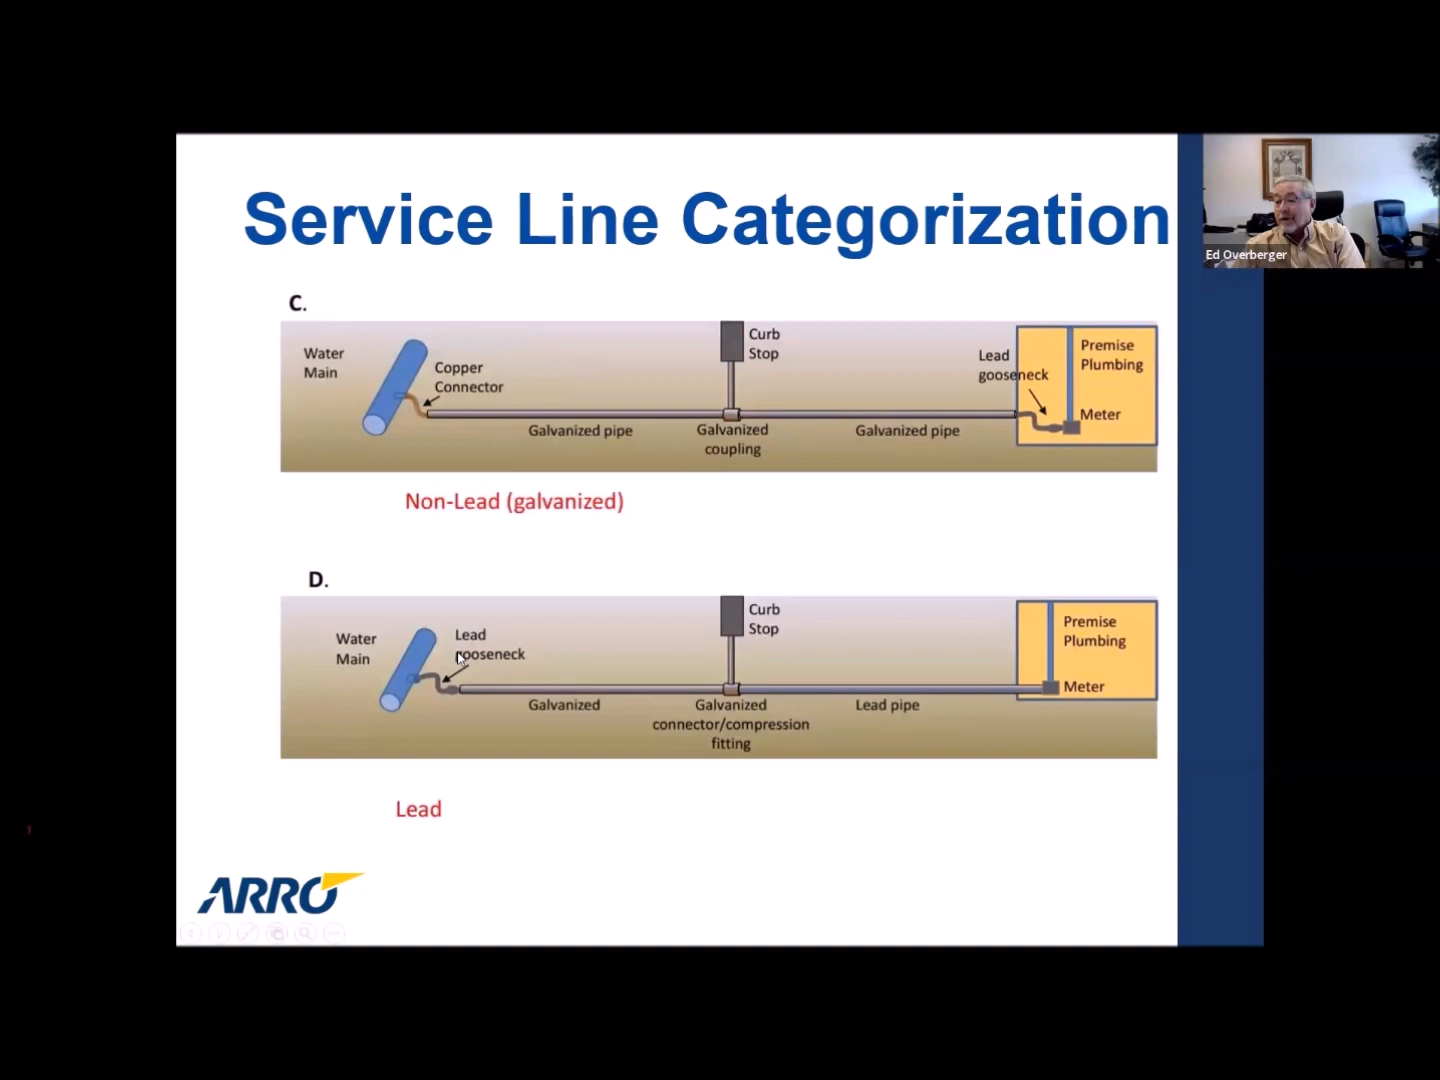 Service Line Categorization
Ed Overberger
C.
Water
Main
Copper
Connector
Curb
Stop
Lead
gooseneck
Premise
Plumbing
Meter
Galvanized pipe
Galvanized
coupling
Galvanized pipe
Non-Lead (galvanized)
D.
Water
Main
Lead
gooseneck
Curb
Stop
Premise
Plumbing
Meter
Galvanized
Galvanized
connector/compression
fitting
Lead pipe
Lead
ARRO